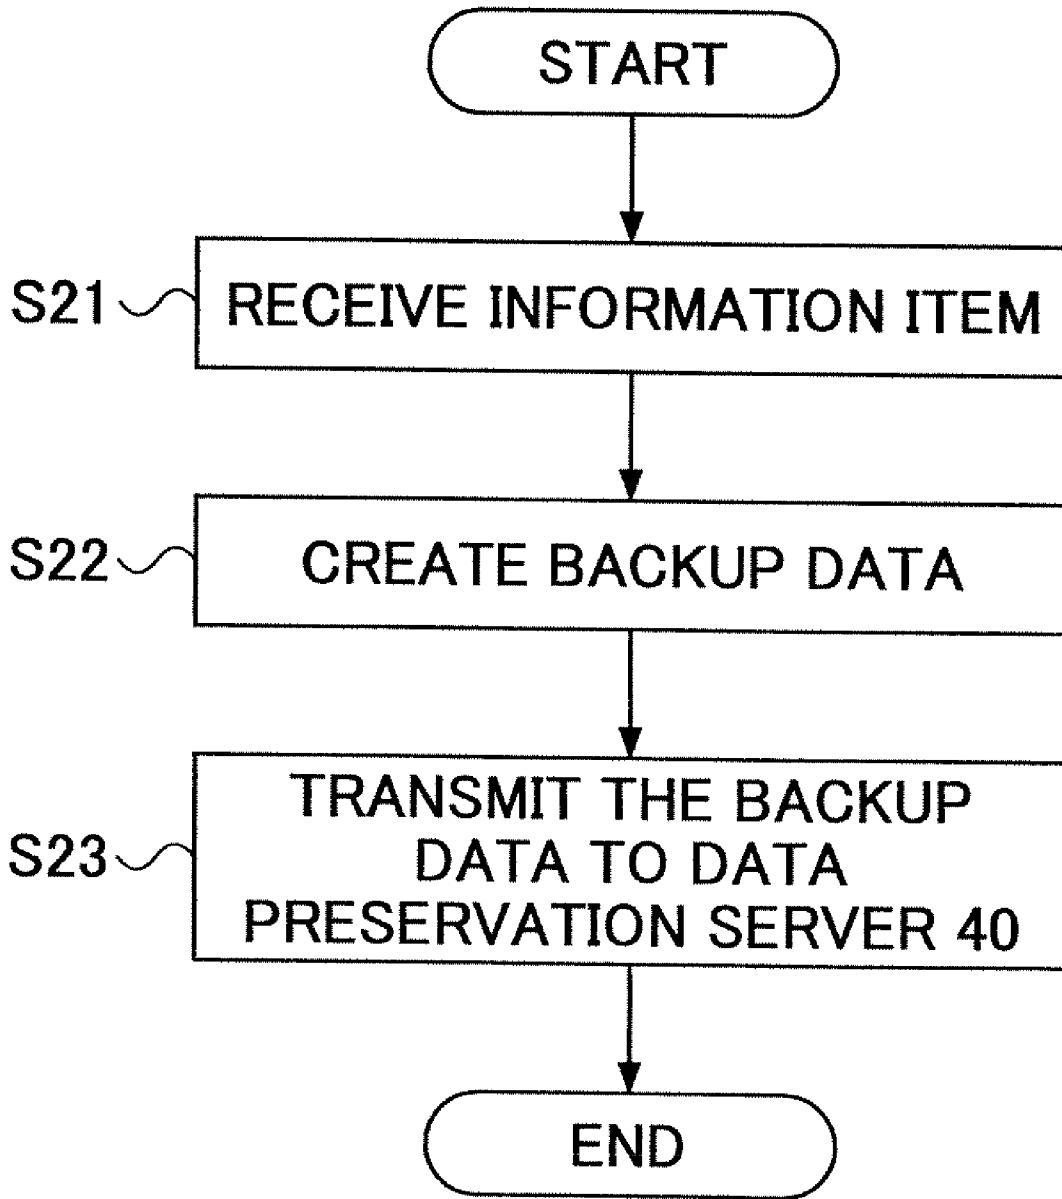 START
S21
RECEIVE INFORMATION ITEM
S22
CREATE BACKUP DATA
S23
TRANSMIT THE BACKUP
DATA TO DATA
PRESERVATION SERVER 40
END